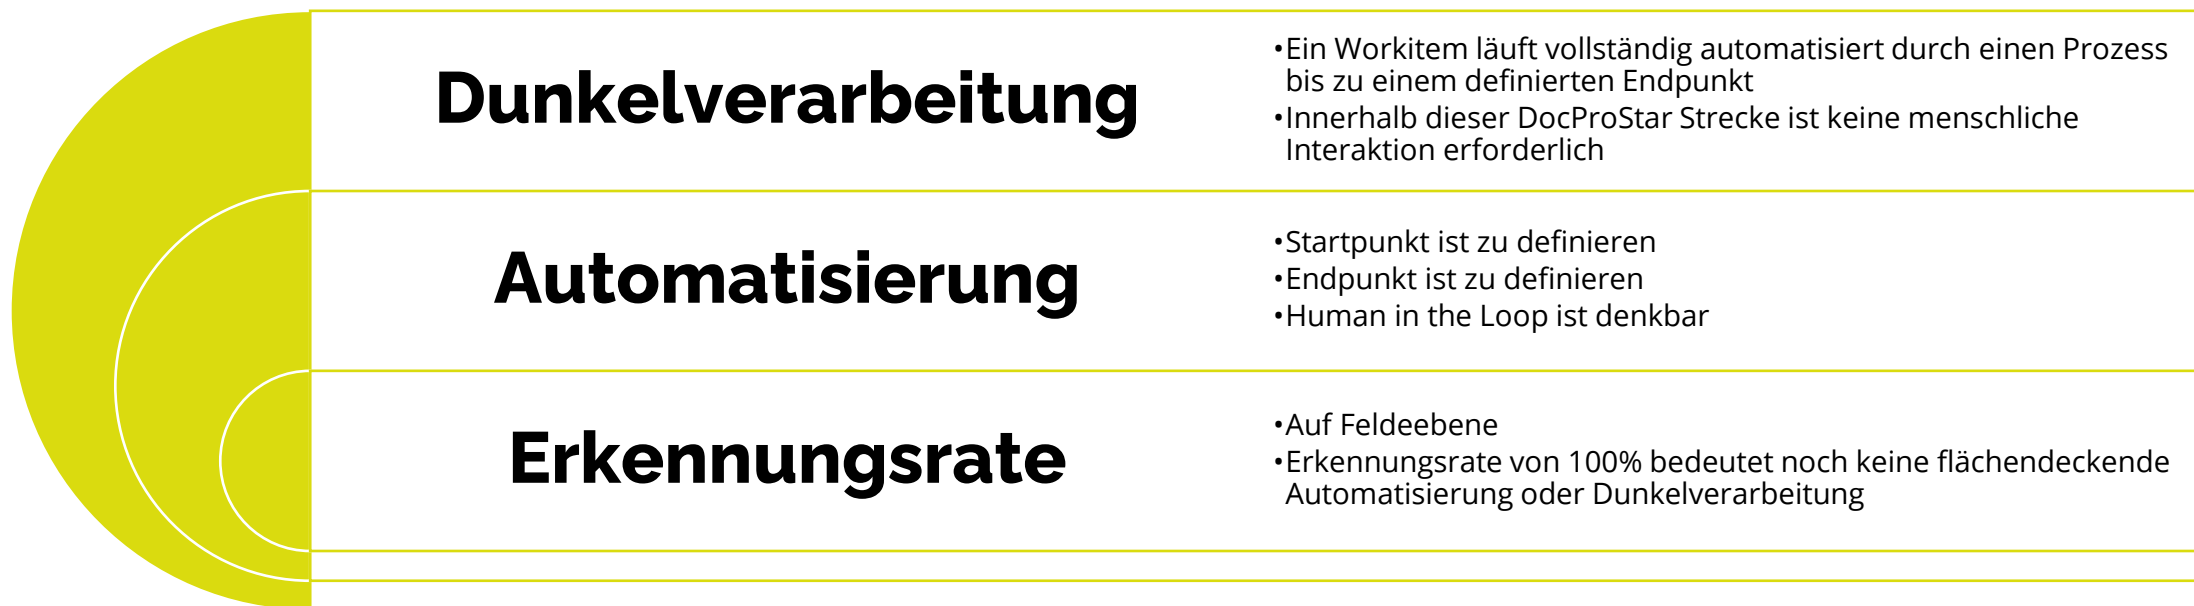 Dunkelverarbeitung
•Ein Workitem läuft vollständig automatisiert durch einen Prozess
bis zu einem definierten Endpunkt
•Innerhalb dieser DocProStar Strecke ist keine menschliche
Interaktion erforderlich
Automatisierung
•Startpunkt ist zu definieren
•Endpunkt ist zu definieren
•Human in the Loop ist denkbar
Erkennungsrate
•Auf Feldeebene
•Erkennungsrate von 100% bedeutet noch keine flächendeckende
Automatisierung oder Dunkelverarbeitung